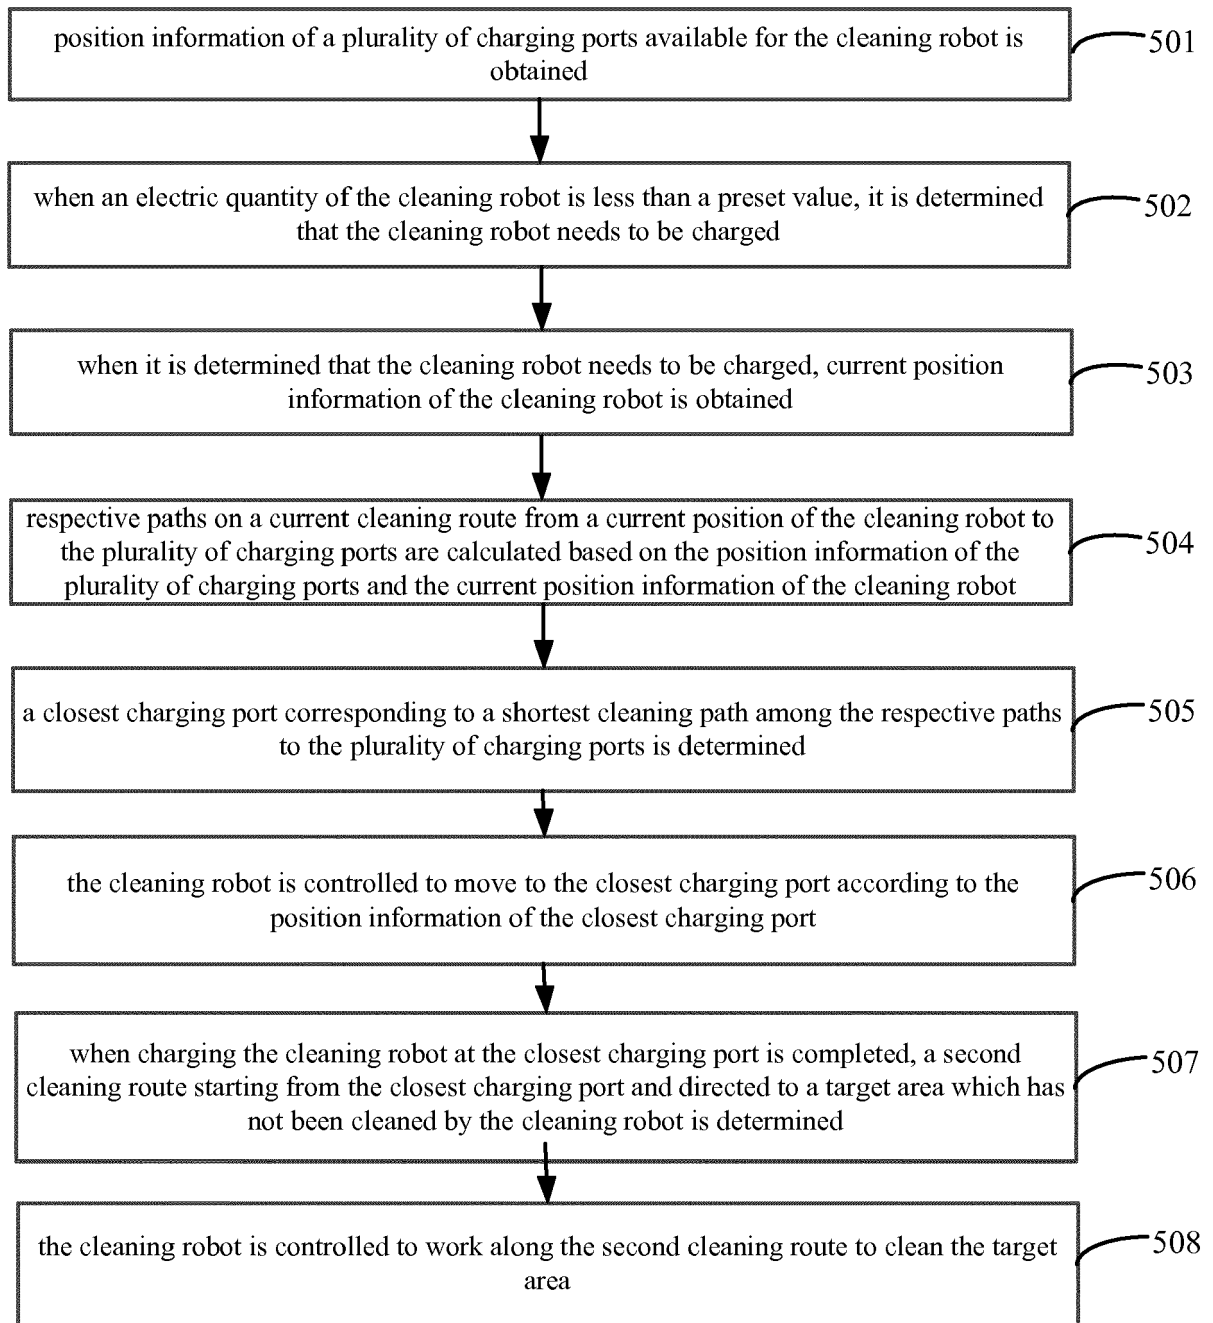 position information of a plurality of charging ports available for the cleaning robot is
obtained
501
when an electric quantity of the cleaning robot is less than a preset value, it is determined
that the cleaning robot needs to be charged
502
when it is determined that the cleaning robot needs to be charged, current position
information of the cleaning robot is obtained
503
respective paths on a current cleaning route from a current position of the cleaning robot to
the plurality of charging ports are calculated based on the position information of the
plurality of charging ports and the current position information of the cleaning robot
504
a closest charging port corresponding to a shortest cleaning path among the respective paths
to the plurality of charging ports is determined
505
the cleaning robot is controlled to move to the closest charging port according to the
position information of the closest charging port
506
when charging the cleaning robot at the closest charging port is completed, a second
cleaning route starting from the closest charging port and directed to a target area which has
not been cleaned by the cleaning robot is determined
507
the cleaning robot is controlled to work along the second cleaning route to clean the target
area
508